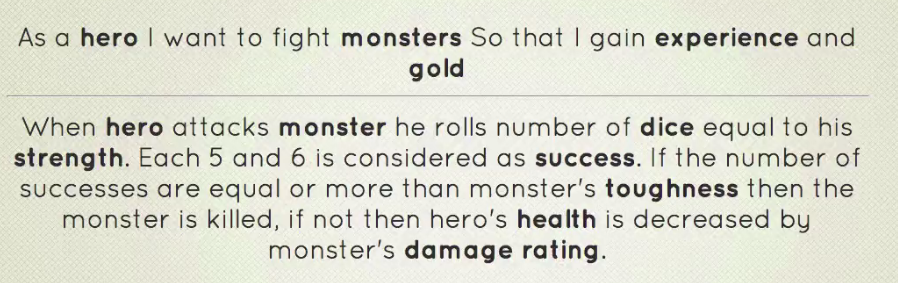 As a hero I want to fight monsters So that I gain experience and
gold
When hero attacks monster he rolls number of dice equal to his
strength. Each 5 and 6 is considered as success. If the number of
successes are equal or more than monster's toughness then the
monster is killed, if not then hero's health is decreased by
monster's damage rating.